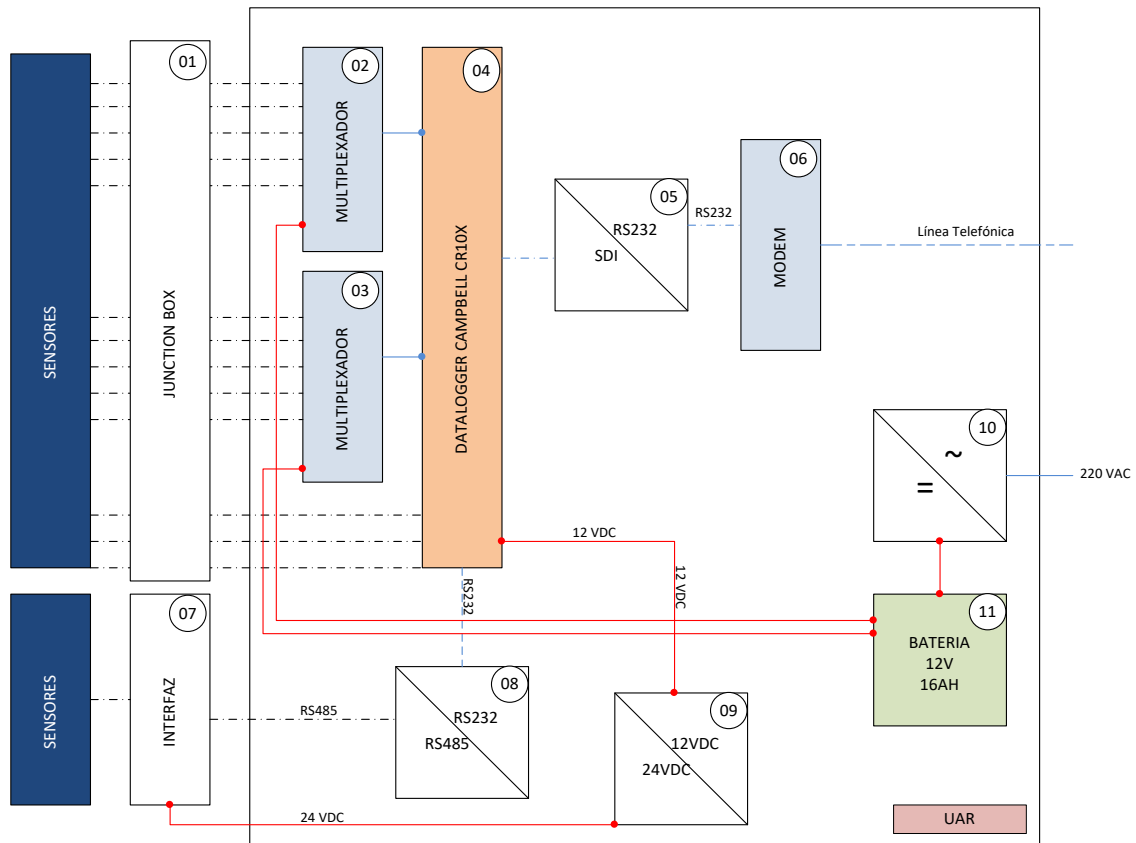 SENSORES
01
JUNCTION BOX
02
MULTIPLEXADOR
03
MULTIPLEXADOR
04
DATALOGGER CAMPBELL CR10X
05
RS232
SDI
RS232
06
MODEM
Línea Telefónica
10
~
=
220 VAC
12 VDC
12 VDC
RS232
11
BATERIA
12V
16AH
SENSORES
07
INTERFAZ
RS485
08
RS232
RS485
09
12VDC
24VDC
24 VDC
UAR